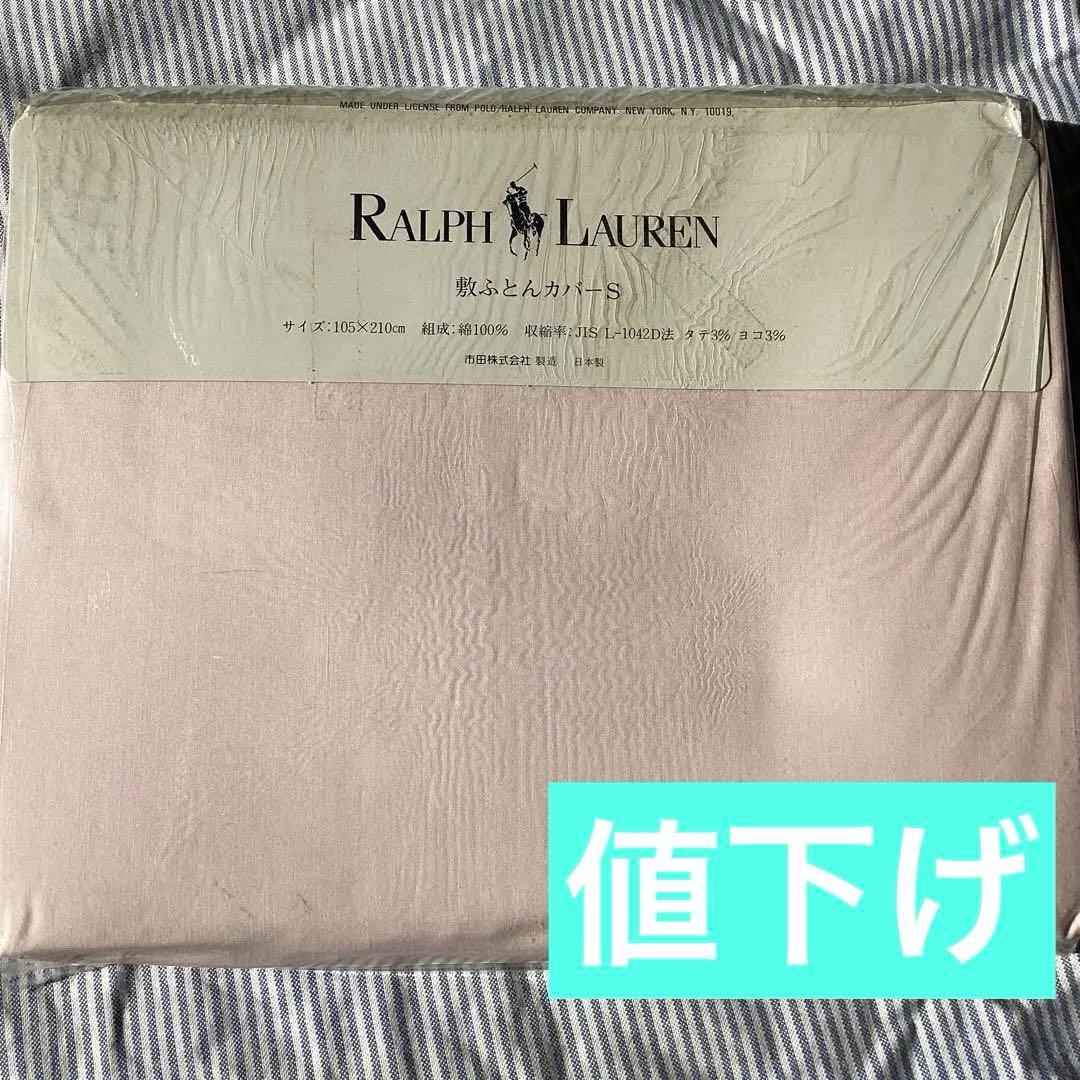 MADE UNDER LICENSE FROM POLO/RALPH LAUREN COMPANY. NEW YORK, N.Y. 10019,
RALPH LAUREN
敷ふとんカバーS
サイズ:105×210cm 組成:綿100% 収縮率:JIS L-1042D法 タテ3% ヨコ3%
市田株式会社 製造 日本製
値下げ